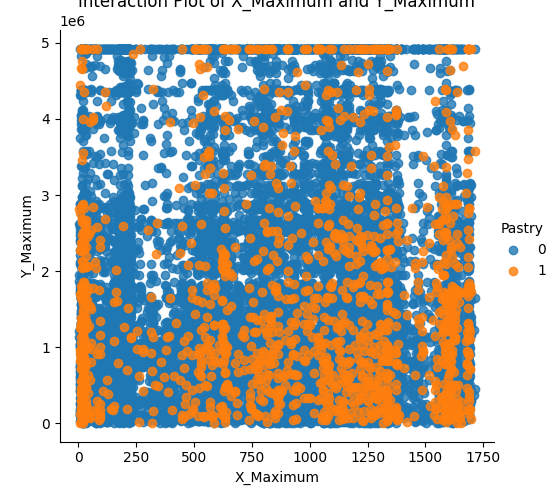 Interaction Plot of X_Maximum and Y_Maximum
1e6
5
4
3
2
1
0
Y_Maximum
0 250 500 750 1000 1250 1500 1750
X_Maximum
Pastry
0
1